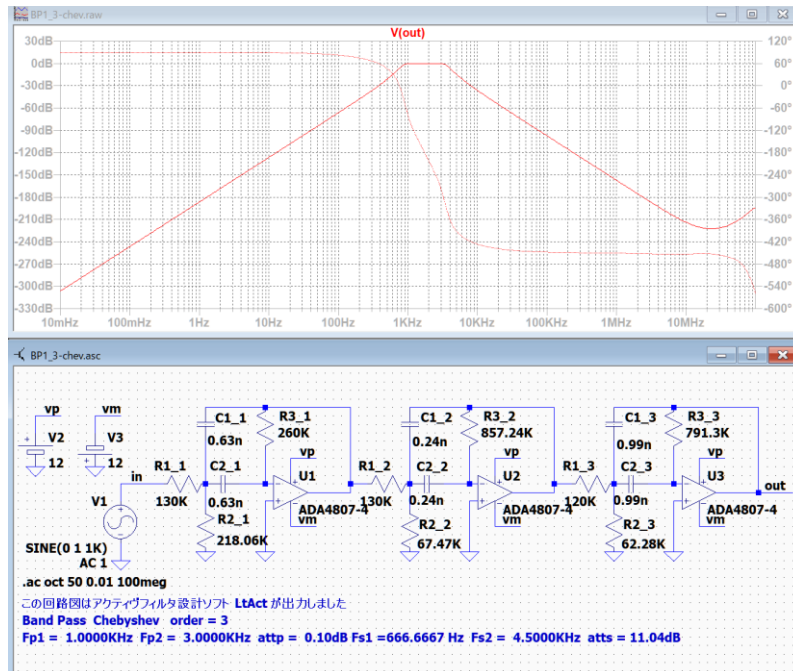 BP1_3-chev.raw
V(out)
30dB
0dB
-30dB
-60dB
-90dB
-120dB
-150dB
-180dB
-210dB
-240dB
-270dB
-300dB
-330dB
120°
60°
0°
-60°
-120°
-180°
-240°
-300°
-360°
-420°
-480°
-540°
-600°
10mHz 100mHz 1Hz 10Hz 100Hz 1KHz 10KHz 100KHz 1MHz 10MHz
BP1_3-chev.asc
vp
V2
12
vm
V3
12
in
V1
SINE(0 1 1K)
AC 1
R1_1
130K
C1_1
0.63n
R3_1
260K
C2_1
0.63n
R2_1
218.06K
vp
U1
ADA4807-4
vm
R1_2
130K
C1_2
0.24n
R3_2
857.24K
C2_2
0.24n
R2_2
67.47K
vp
U2
ADA4807-4
vm
R1_3
120K
C1_3
0.99n
R3_3
791.3K
C2_3
0.99n
R2_3
62.28K
vp
U3
ADA4807-4
vm
out
.ac oct 50 0.01 100meg
この回路図はアクティヴフィルタ設計ソフト LtAct が出力しました
Band Pass Chebyshev order = 3
Fp1 = 1.0000KHz Fp2 = 3.0000KHz attp = 0.10dB Fs1 =666.6667 Hz Fs2 = 4.5000KHz atts = 11.04dB